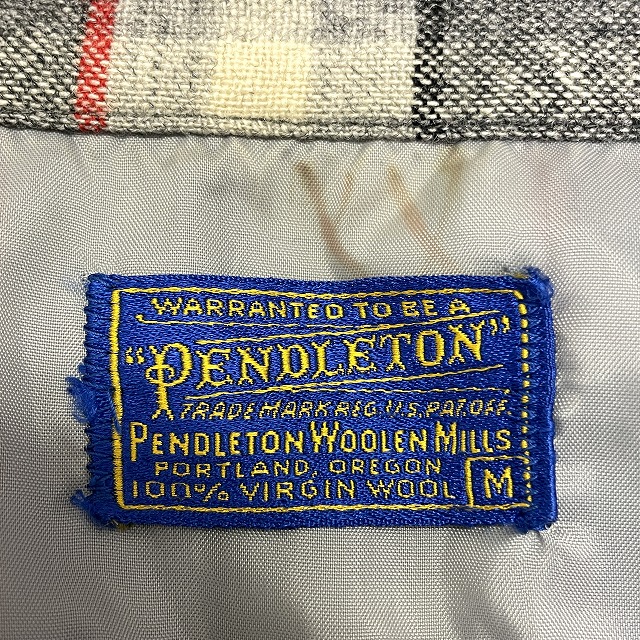 WARRANTED TO BE A
"PENDLETON"
TRADE MARK REG. U.S. PAT. OFF.
PENDLETON WOOLEN MILLS
PORTLAND, OREGON
100% VIRGIN WOOL M